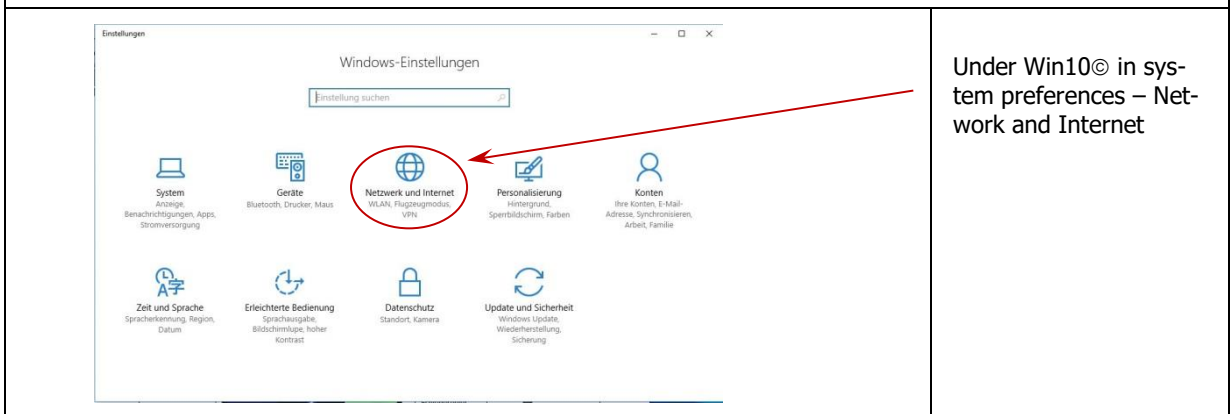 Einstellungen
Windows-Einstellungen
Einstellung suchen
System
Anzeige,
Benachrichtigungen, Apps,
Stromversorgung
Geräte
Bluetooth, Drucker, Maus
Netzwerk und Internet
WLAN, Flugzeugmodus,
VPN
Personalisierung
Hintergrund,
Sperrbildschirm, Farben
Konten
Ihre Konten, E-Mail-
Adresse, Synchronisieren,
Arbeit, Familie
Zeit und Sprache
Spracherkennung, Region,
Datum
Erleichterte Bedienung
Sprachausgabe,
Bildschirmlupe, hoher
Kontrast
Datenschutz
Standort, Kamera
Update und Sicherheit
Windows Update,
Wiederherstellung,
Sicherung
Under Win10© in sys-
tem preferences – Net-
work and Internet